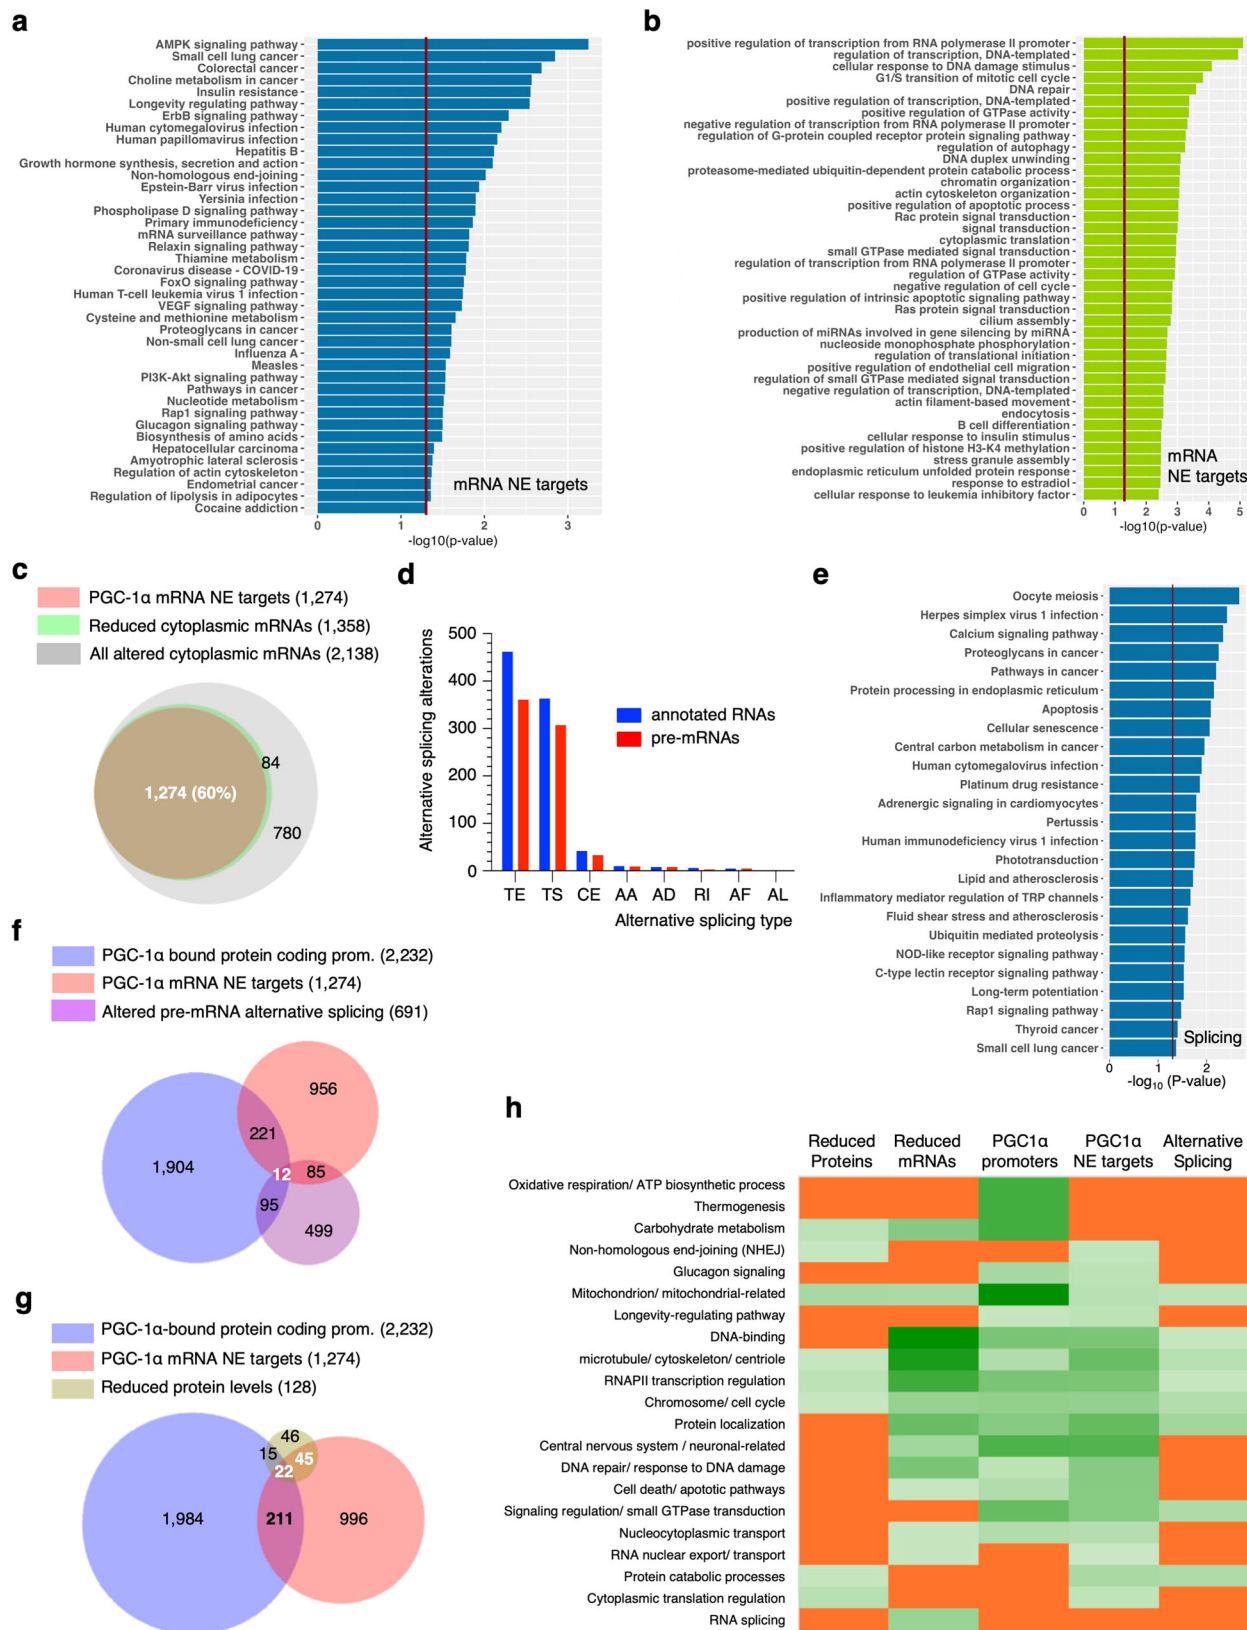 a
AMPK signaling pathway
Small cell lung cancer
Colorectal cancer
Choline metabolism in cancer
Insulin resistance
Longevity regulating pathway
ErbB signaling pathway
Human cytomegalovirus infection
Human papillomavirus infection
Hepatitis B
Growth hormone synthesis, secretion and action
Non-homologous end-joining
Epstein-Barr virus infection
Yersinia infection
Phospholipase D signaling pathway
Primary immunodeficiency
mRNA surveillance pathway
Relaxin signaling pathway
Thiamine metabolism
Coronavirus disease - COVID-19
FoxO signaling pathway
Human T-cell leukemia virus 1 infection
VEGF signaling pathway
Cysteine and methionine metabolism
Proteoglycans in cancer
Non-small cell lung cancer
Influenza A
Measles
PI3K-Akt signaling pathway
Pathways in cancer
Nucleotide metabolism
Rap1 signaling pathway
Glucagon signaling pathway
Biosynthesis of amino acids
Hepatocellular carcinoma
Amyotrophic lateral sclerosis
Regulation of actin cytoskeleton
Endometrial cancer
Regulation of lipolysis in adipocytes
Cocaine addiction
mRNA NE targets
0 1 2 3
-log10(p-value)
b
positive regulation of transcription from RNA polymerase II promoter
regulation of transcription, DNA-templated
cellular response to DNA damage stimulus
G1/S transition of mitotic cell cycle
DNA repair
positive regulation of transcription, DNA-templated
positive regulation of GTPase activity
negative regulation of transcription from RNA polymerase II promoter
regulation of G-protein coupled receptor protein signaling pathway
regulation of autophagy
DNA duplex unwinding
proteasome-mediated ubiquitin-dependent protein catabolic process
chromatin organization
actin cytoskeleton organization
positive regulation of apoptotic process
Rac protein signal transduction
signal transduction
cytoplasmic translation
small GTPase mediated signal transduction
regulation of transcription from RNA polymerase II promoter
regulation of GTPase activity
negative regulation of cell cycle
positive regulation of intrinsic apoptotic signaling pathway
Ras protein signal transduction
cilium assembly
production of miRNAs involved in gene silencing by miRNA
nucleoside monophosphate phosphorylation
regulation of translational initiation
positive regulation of endothelial cell migration
regulation of small GTPase mediated signal transduction
negative regulation of transcription, DNA-templated
actin filament-based movement
endocytosis
B cell differentiation
cellular response to insulin stimulus
positive regulation of histone H3-K4 methylation
stress granule assembly
endoplasmic reticulum unfolded protein response
response to estradiol
cellular response to leukemia inhibitory factor
mRNA
NE targets
0 1 2 3 4 5
-log10(p-value)
c
PGC-1α mRNA NE targets (1,274)
Reduced cytoplasmic mRNAs (1,358)
All altered cytoplasmic mRNAs (2,138)
84
1,274 (60%)
780
d
Alternative splicing alterations
500
400
300
200
100
0
annotated RNAs
pre-mRNAs
TE TS CE AA AD RI AF AL
Alternative splicing type
e
Oocyte meiosis
Herpes simplex virus 1 infection
Calcium signaling pathway
Proteoglycans in cancer
Pathways in cancer
Protein processing in endoplasmic reticulum
Apoptosis
Cellular senescence
Central carbon metabolism in cancer
Human cytomegalovirus infection
Platinum drug resistance
Adrenergic signaling in cardiomyocytes
Pertussis
Human immunodeficiency virus 1 infection
Phototransduction
Lipid and atherosclerosis
Inflammatory mediator regulation of TRP channels
Fluid shear stress and atherosclerosis
Ubiquitin mediated proteolysis
NOD-like receptor signaling pathway
C-type lectin receptor signaling pathway
Long-term potentiation
Rap1 signaling pathway
Thyroid cancer
Small cell lung cancer
Splicing
0 1 2
-log10 (P-value)
f
PGC-1α bound protein coding prom. (2,232)
PGC-1α mRNA NE targets (1,274)
Altered pre-mRNA alternative splicing (691)
956
221
1,904
12
85
95
499
g
PGC-1α-bound protein coding prom. (2,232)
PGC-1α mRNA NE targets (1,274)
Reduced protein levels (128)
46
15
45
22
1,984
211
996
h
Reduced Proteins
Reduced mRNAs
PGC1α promoters
PGC1α NE targets
Alternative Splicing
Oxidative respiration/ ATP biosynthetic process
Thermogenesis
Carbohydrate metabolism
Non-homologous end-joining (NHEJ)
Glucagon signaling
Mitochondrion/ mitochondrial-related
Longevity-regulating pathway
DNA-binding
microtubule/ cytoskeleton/ centriole
RNAPII transcription regulation
Chromosome/ cell cycle
Protein localization
Central nervous system / neuronal-related
DNA repair/ response to DNA damage
Cell death/ apoptotic pathways
Signaling regulation/ small GTPase transduction
Nucleocytoplasmic transport
RNA nuclear export/ transport
Protein catabolic processes
Cytoplasmic translation regulation
RNA splicing